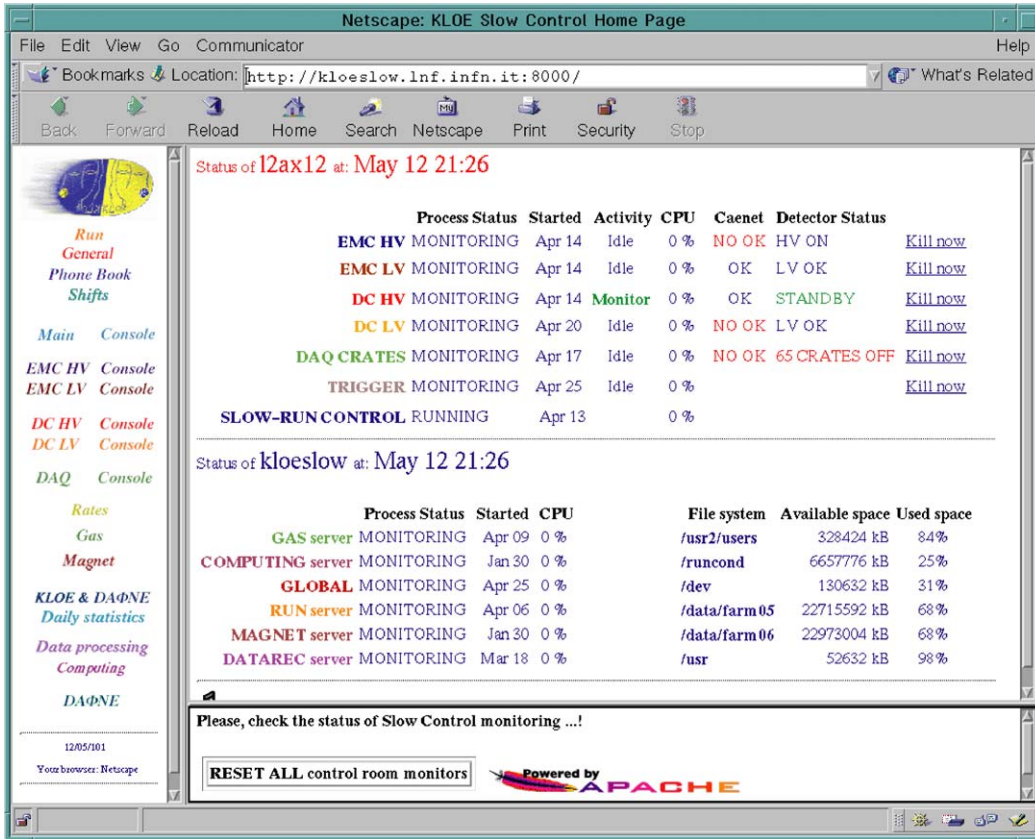 Netscape: KLOE Slow Control Home Page
File Edit View Go Communicator Help
Bookmarks Location: http://kloeslow.lnf.infn.it:8000/ What's Related
Back Forward Reload Home Search Netscape Print Security Stop
Run
General
Phone Book
Shifts
Main Console
EMC HV Console
EMC LV Console
DC HV Console
DC LV Console
DAQ Console
Rates
Gas
Magnet
KLOE & DAΦNE
Daily statistics
Data processing
Computing
DAΦNE
12/05/101
Your browser: Netscape
Status of l2ax12 at: May 12 21:26
Process Status Started Activity CPU Caenet Detector Status
EMC HV MONITORING Apr 14 Idle 0 % NO OK HV ON Kill now
EMC LV MONITORING Apr 14 Idle 0 % OK LV OK Kill now
DC HV MONITORING Apr 14 Monitor 0 % OK STANDBY Kill now
DC LV MONITORING Apr 20 Idle 0 % NO OK LV OK Kill now
DAQ CRATES MONITORING Apr 17 Idle 0 % NO OK 65 CRATES OFF Kill now
TRIGGER MONITORING Apr 25 Idle 0 % Kill now
SLOW-RUN CONTROL RUNNING Apr 13 0 %
Status of kloeslow at: May 12 21:26
Process Status Started CPU File system Available space Used space
GAS server MONITORING Apr 09 0 % /usr2/users 328424 kB 84%
COMPUTING server MONITORING Jan 30 0 % /runcond 6657776 kB 25%
GLOBAL MONITORING Apr 25 0 % /dev 130632 kB 31%
RUN server MONITORING Apr 06 0 % /data/farm05 22715592 kB 68%
MAGNET server MONITORING Jan 30 0 % /data/farm06 22973004 kB 68%
DATAREC server MONITORING Mar 18 0 % /usr 52632 kB 98%
Please, check the status of Slow Control monitoring ...!
RESET ALL control room monitors
Powered by
APACHE